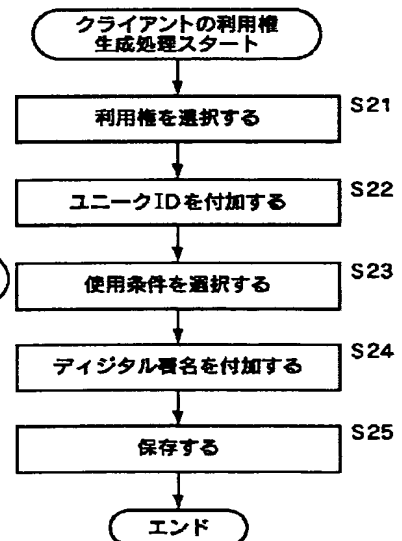 クライアントの利用権
生成処理スタート
利用権を選択する
S21
ユニークIDを付加する
S22
使用条件を選択する
S23
ディジタル署名を付加する
S24
保存する
S25
エンド